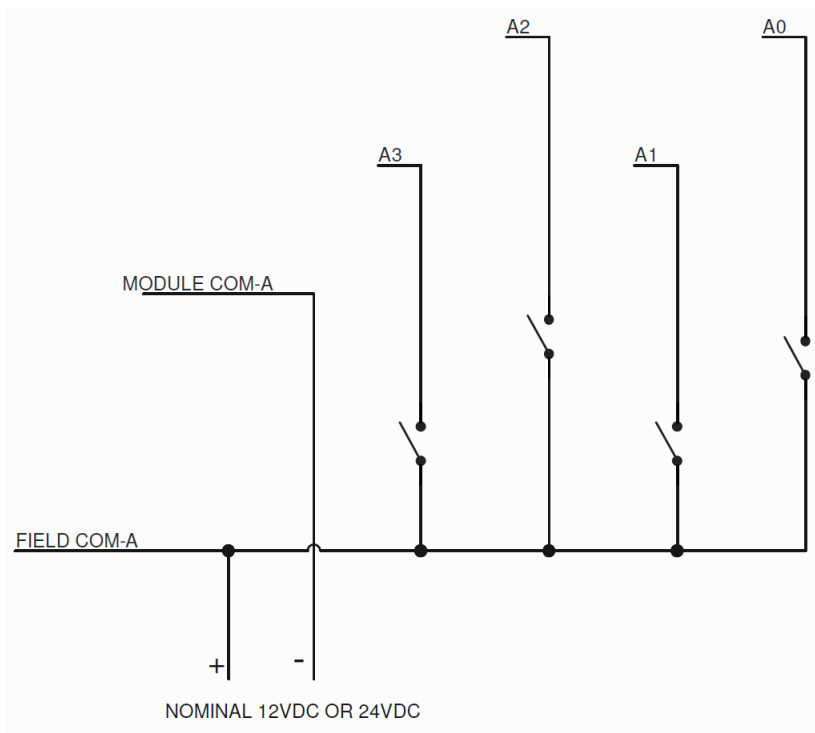 A2
A0
A3
A1
MODULE COM-A
FIELD COM-A
+
-
NOMINAL 12VDC OR 24VDC